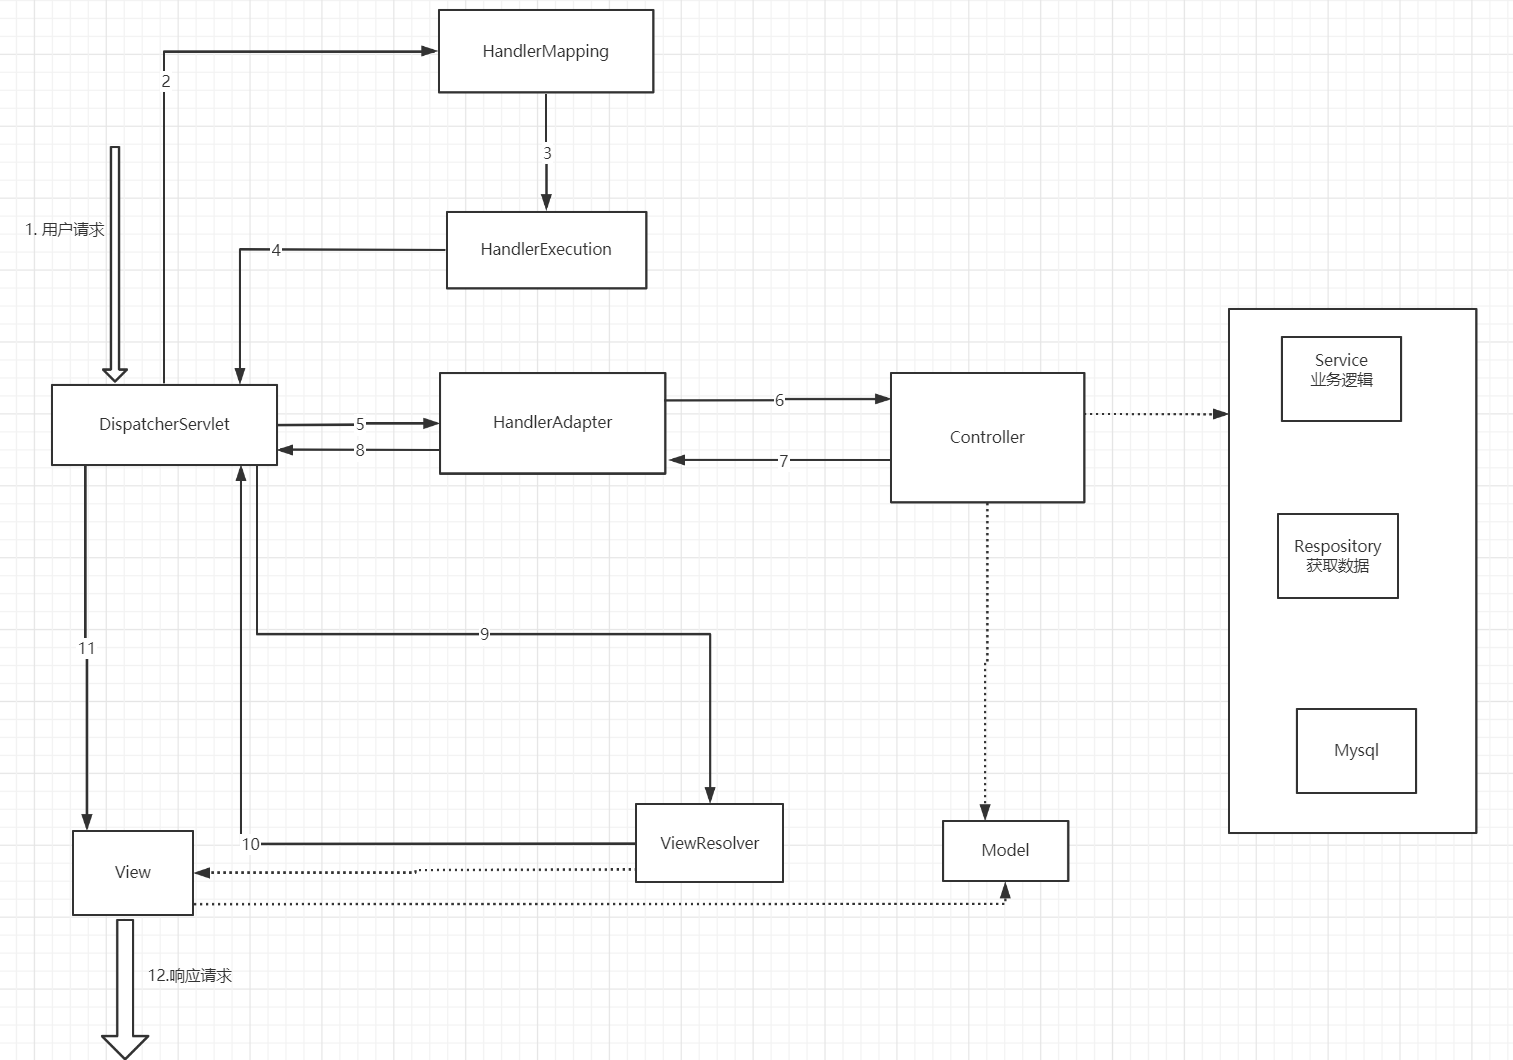 HandlerMapping
2
3
1. 用户请求
HandlerExecution
4
DispatcherServlet
5
8
HandlerAdapter
6
7
Controller
Service
业务逻辑
Respository
获取数据
Mysql
9
11
10
ViewResolver
Model
View
12.响应请求